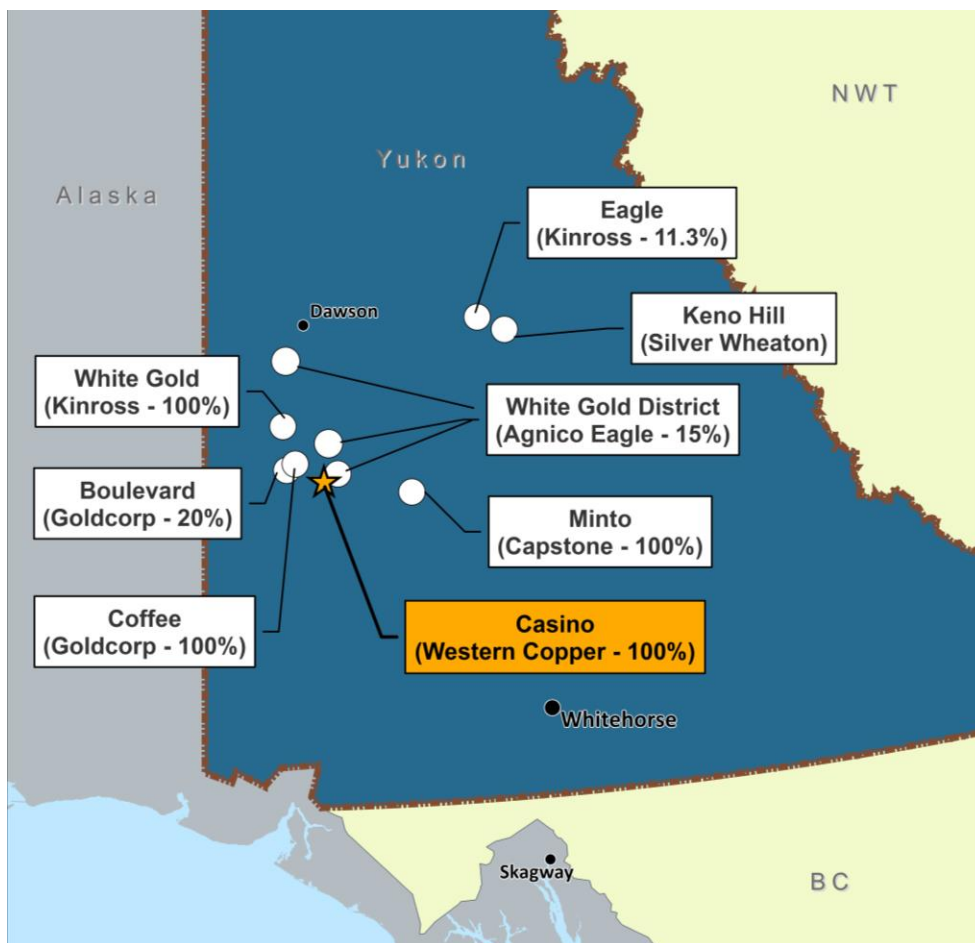 NWT
Yukon
Alaska
Eagle
(Kinross - 11.3%)
Dawson
Keno Hill
(Silver Wheaton)
White Gold
(Kinross - 100%)
White Gold District
(Agnico Eagle - 15%)
Boulevard
(Goldcorp - 20%)
Minto
(Capstone - 100%)
Coffee
(Goldcorp - 100%)
Casino
(Western Copper - 100%)
Whitehorse
Skagway
BC